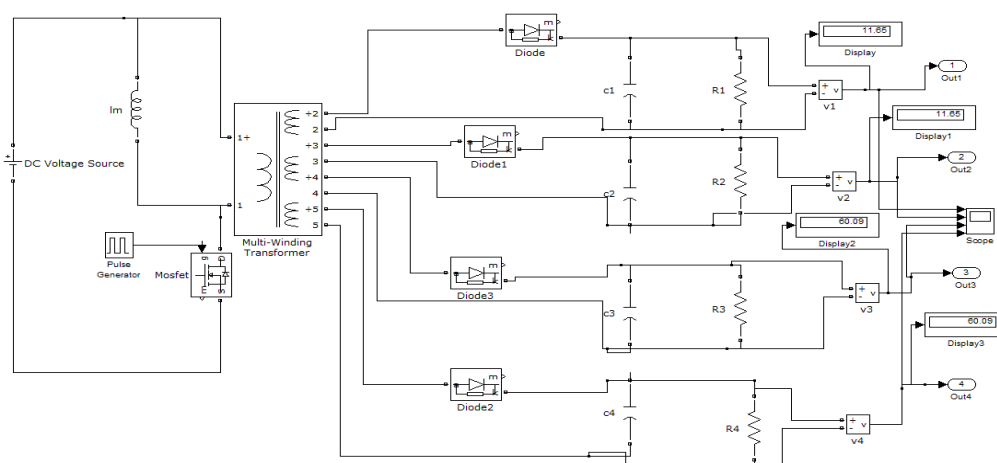 m
Diode
11.65
Display
1
Out1
lm
c1
R1
+
-
v
v1
11.65
Display1
DC Voltage Source
+
1+
1
+2
2
+3
3
+4
4
+5
5
Multi-Winding
Transformer
m
Diode1
c2
R2
+
-
v
v2
2
Out2
60.09
Display2
Scope
Pulse
Generator
Mosfet
g
D
m
S
m
Diode3
c3
R3
+
-
v
v3
3
Out3
60.09
Display3
m
Diode2
c4
R4
+
-
v
v4
4
Out4